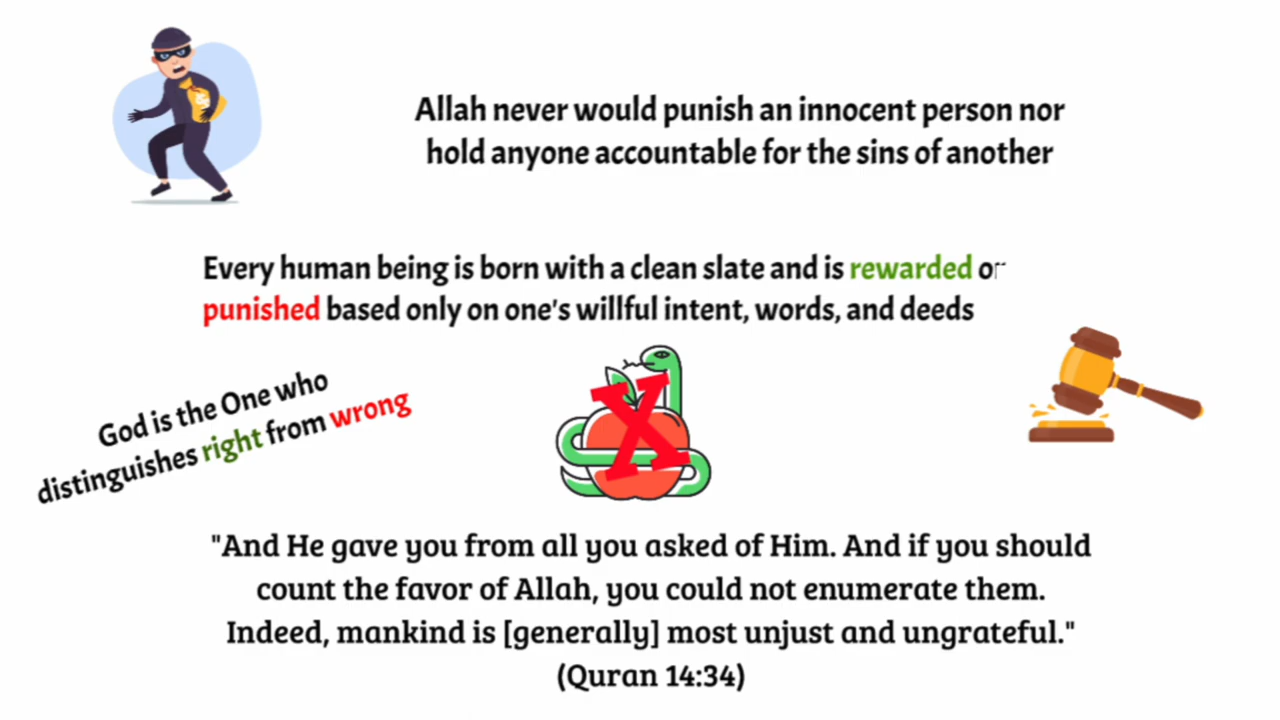 Allah never would punish an innocent person nor
hold anyone accountable for the sins of another
Every human being is born with a clean slate and is rewarded or
punished based only on one's willful intent, words, and deeds
God is the One who
distinguishes right from wrong
X
"And He gave you from all you asked of Him. And if you should
count the favor of Allah, you could not enumerate them.
Indeed, mankind is [generally] most unjust and ungrateful."
(Quran 14:34)